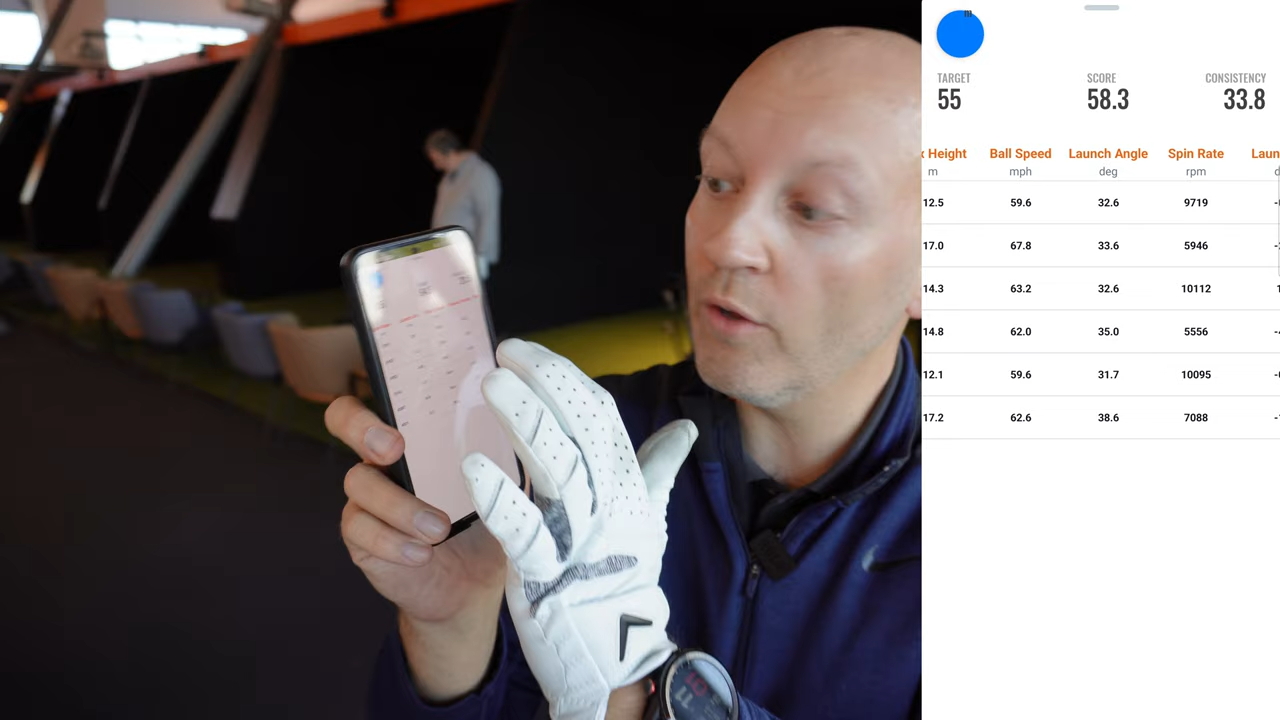 m
TARGET SCORE CONSISTENCY
55 58.3 33.8
Height Ball Speed Launch Angle Spin Rate Laun
m mph deg rpm d
12.5 59.6 32.6 9719
17.0 67.8 33.6 5946
14.3 63.2 32.6 10112
14.8 62.0 35.0 5556
12.1 59.6 31.7 10095
17.2 62.6 38.6 7088